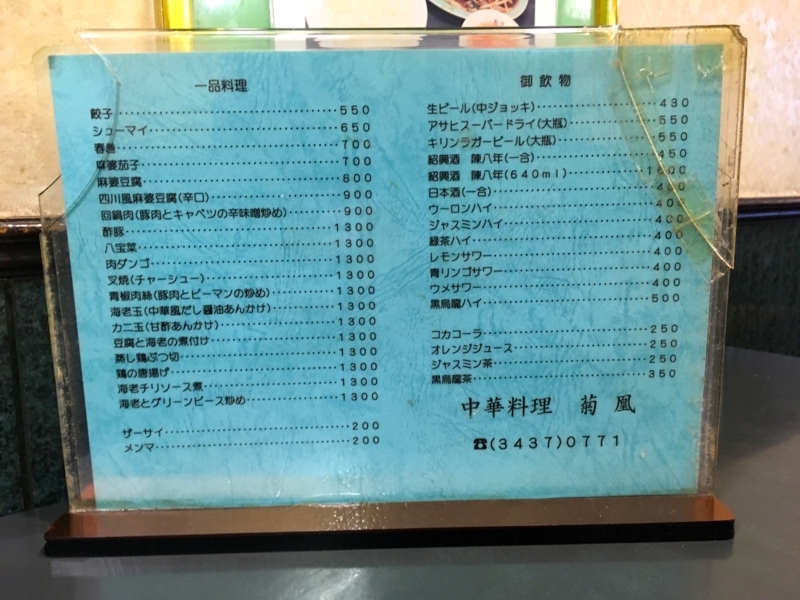 一品料理
餃子 550
シューマイ 650
春巻 700
麻婆茄子 700
麻婆豆腐 800
四川風麻婆豆腐(辛口) 900
回鍋肉(豚肉とキャベツの辛味噌炒め) 900
酢豚 1300
八宝菜 1300
肉ダンゴ 1300
叉焼(チャーシュー) 1300
青椒肉絲(豚肉とピーマンの炒め) 1300
海老玉(中華風だし醤油あんかけ) 1300
カニ玉(甘酢あんかけ) 1300
豆腐と海老の煮付け 1300
蒸し鶏ぶつ切 1300
鶏の唐揚げ 1300
海老チリソース煮 1300
海老とグリーンピース炒め 1300
ザーサイ 200
メンマ 200
御飲物
生ビール(中ジョッキ) 430
アサヒスーパードライ(大瓶) 550
キリンラガービール(大瓶) 550
紹興酒 陳八年(一合) 450
紹興酒 陳八年(640ml)
日本酒(一合)
ウーロンハイ 400
ジャスミンハイ 400
緑茶ハイ 400
レモンサワー 400
青リンゴサワー 400
ウメサワー 400
黒烏龍ハイ 500
コカコーラ 250
オレンジジュース 250
ジャスミン茶 250
黒烏龍茶 350
中華料理 菊凰
☎(3437)0771